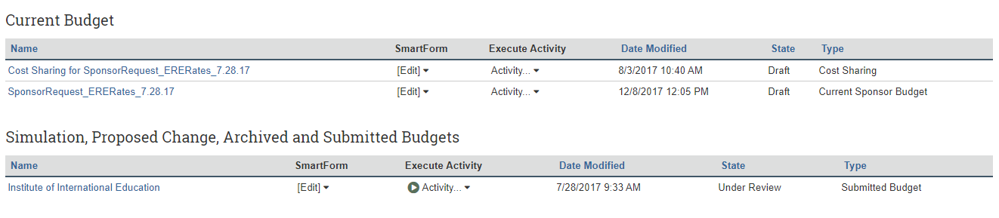 Current Budget
Name SmartForm Execute Activity Date Modified State Type
Cost Sharing for SponsorRequest_ERERates_7.28.17 [Edit] Activity... 8/3/2017 10:40 AM Draft Cost Sharing
SponsorRequest_ERERates_7.28.17 [Edit] Activity... 12/8/2017 12:05 PM Draft Current Sponsor Budget
Simulation, Proposed Change, Archived and Submitted Budgets
Name SmartForm Execute Activity Date Modified State Type
Institute of International Education [Edit] Activity... 7/28/2017 9:33 AM Under Review Submitted Budget